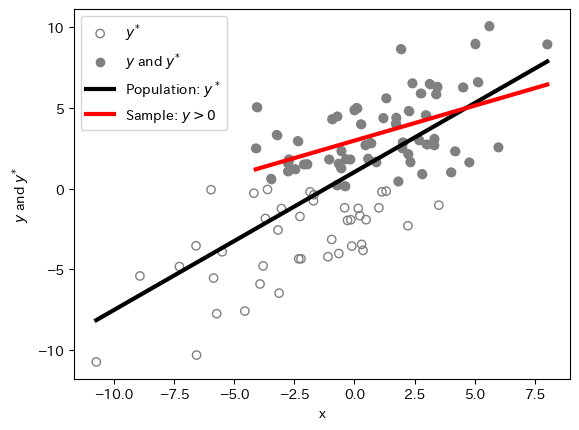 y*
y and y*
Population: y*
Sample: y > 0
10
5
0
−5
−10
y and y*
−10.0 −7.5 −5.0 −2.5 0.0 2.5 5.0 7.5
x